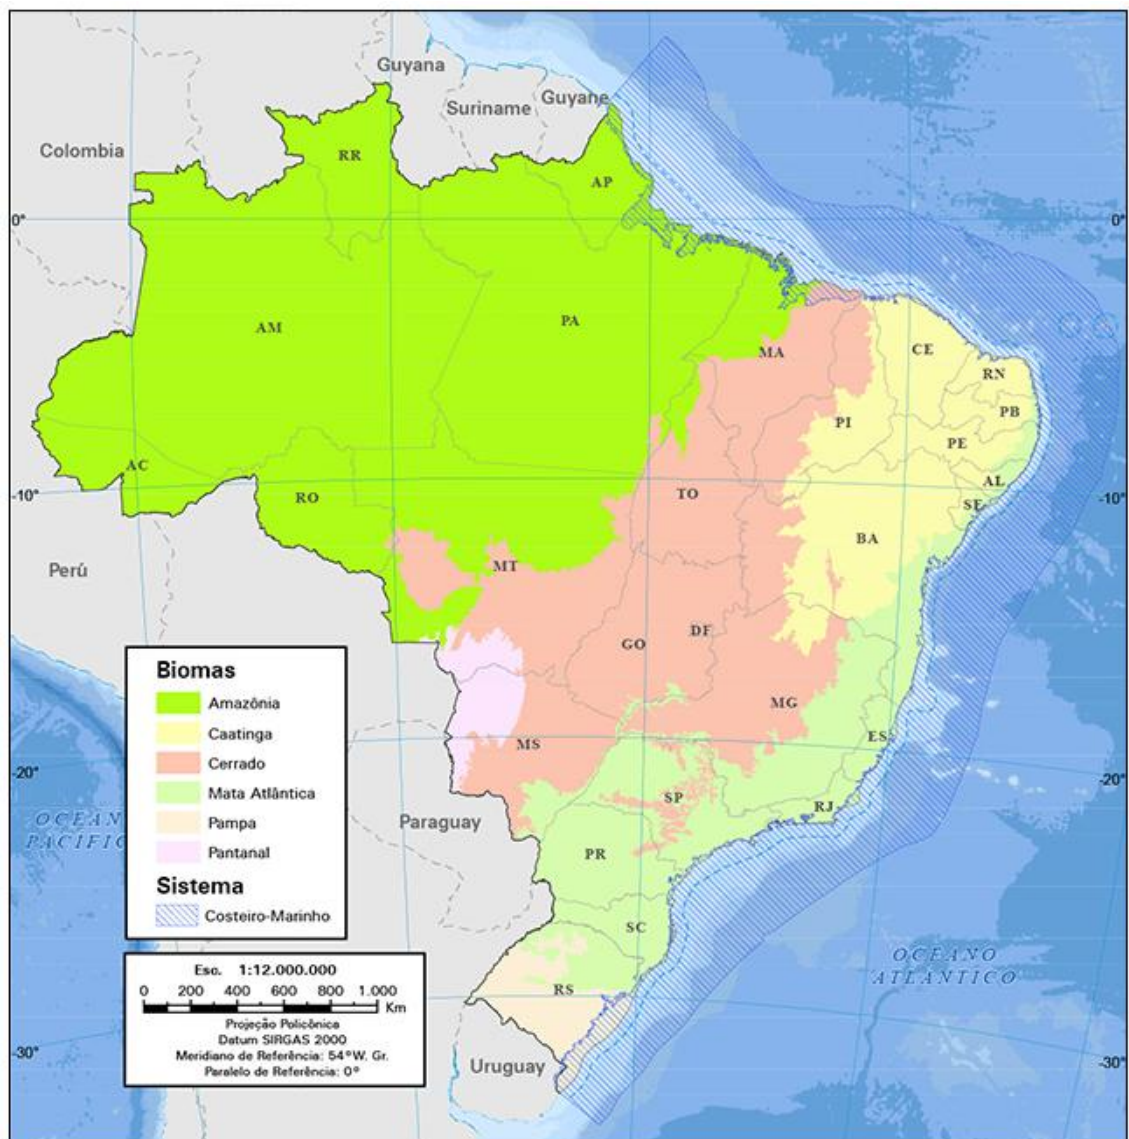 Guyana
Suriname
Guyane
Colombia
RR
AP
0°
0°
AM
PA
MA
CE
RN
PB
PI
PE
AC
AL
TO
SE
RO
-10°
-10°
BA
MT
Perú
DF
GO
MG
ES
MS
-20°
-20°
SP
RJ
Paraguay
OCEAN
PACÍFIC
PR
SC
RS
OCÉANO
ATLÁNTICO
-30°
-30°
Uruguay
Biomas
Amazônia
Caatinga
Cerrado
Mata Atlântica
Pampa
Pantanal
Sistema
Costeiro-Marinho
Esc. 1:12.000.000
0 200 400 600 800 1.000
Km
Projeção Policônica
Datum SIRGAS 2000
Meridiano de Referência: 54°W. Gr.
Paralelo de Referência: 0°